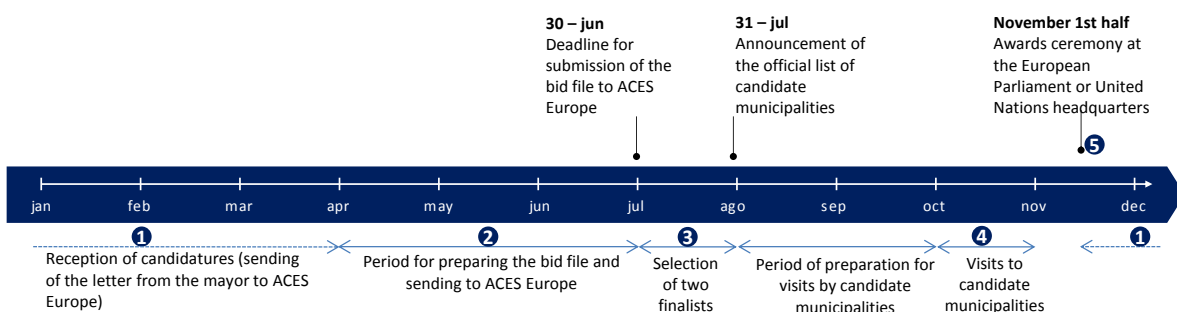 30 – jun
Deadline for
submission of the
bid file to ACES
Europe
31 – jul
Announcement of
the official list of
candidate
municipalities
November 1st half
Awards ceremony at
the European
Parliament or United
Nations headquarters
5
jan feb mar apr may jun jul ago sep oct nov dec
1
Reception of candidatures (sending
of the letter from the mayor to ACES
Europe)
2
Period for preparing the bid file and
sending to ACES Europe
3
Selection
of two
finalists
Period of preparation for
visits by candidate
municipalities
4
Visits to
candidate
municipalities
1